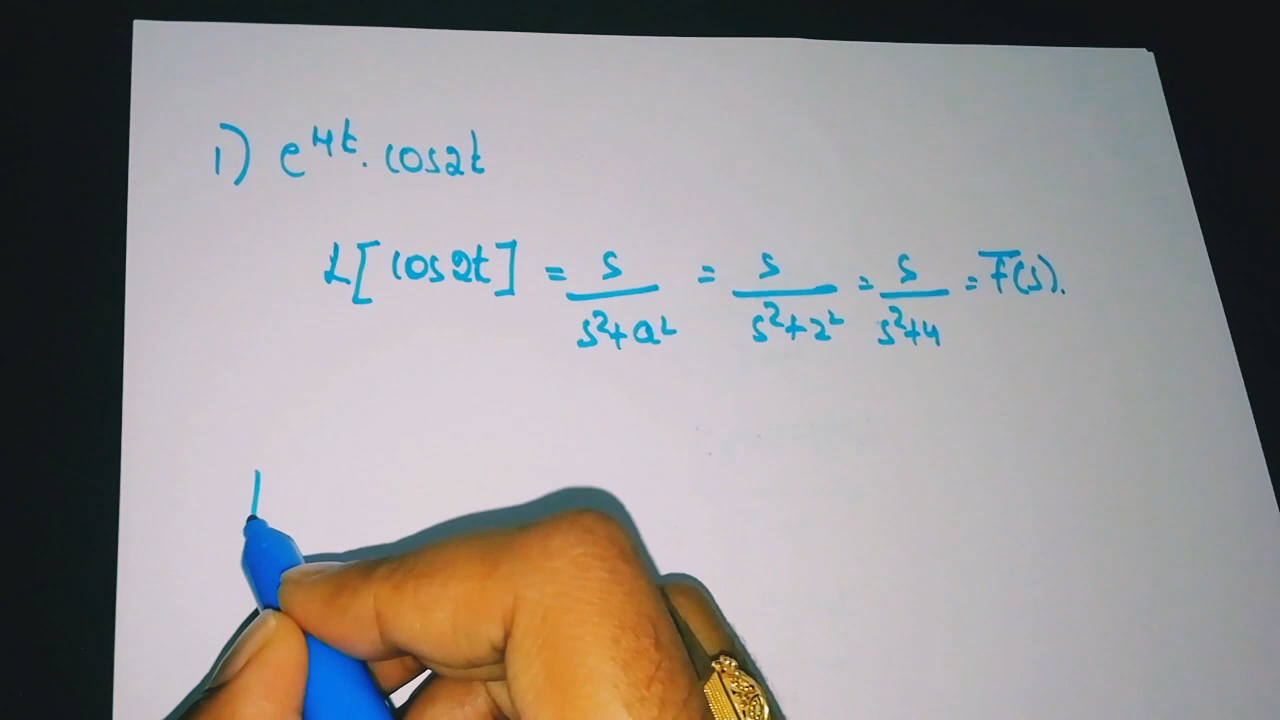 1) e^{4t}. cos2t
L[cos2t] = s/(s²+a²) = s/(s²+2²) = s/(s²+4) = F̅(s).